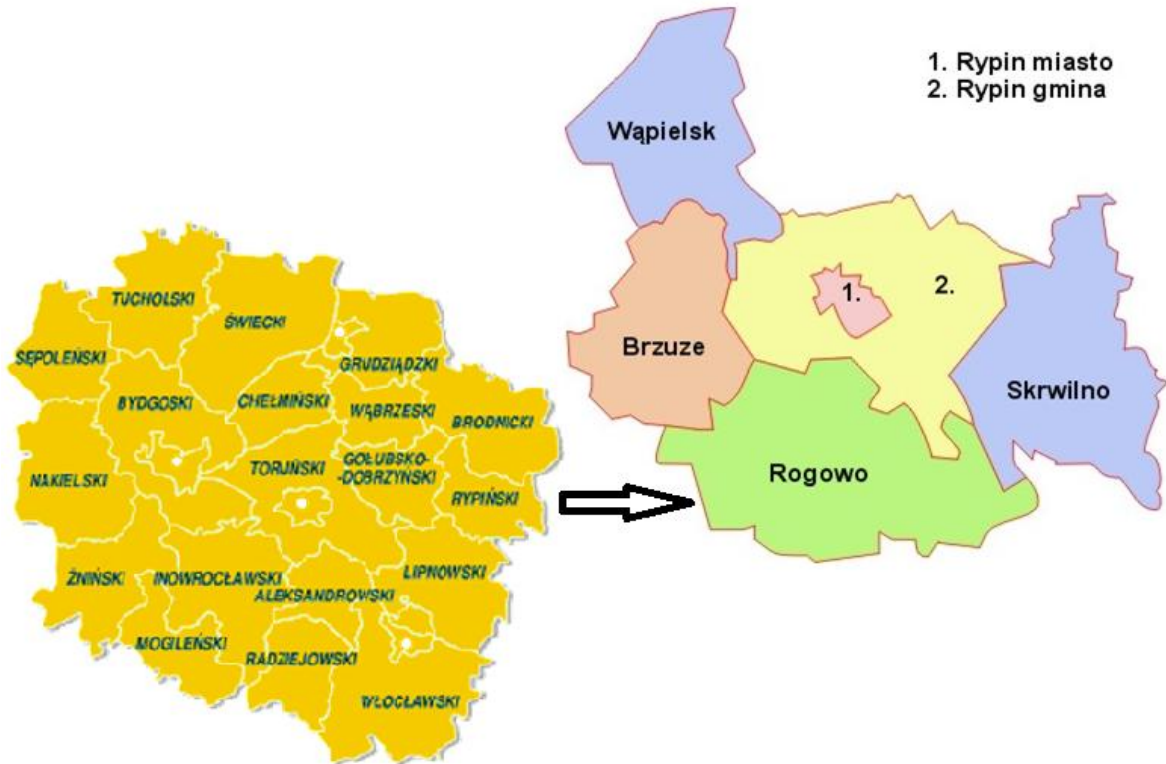 1. Rypin miasto
2. Rypin gmina
Wąpielsk
1.
2.
Brzuze
Skrwilno
Rogowo
TUCHOLSKI
ŚWIECKI
SĘPOLEŃSKI
GRUDZIĄDZKI
BYDGOSKI
CHEŁMIŃSKI
WĄBRZESKI
BRODNICKI
NAKIELSKI
TORUŃSKI
GOŁUBSKO-
-DOBRZYŃSKI
RYPIŃSKI
ŻNIŃSKI
INOWROCŁAWSKI
ALEKSANDROWSKI
LIPNOWSKI
MOGILEŃSKI
RADZIEJOWSKI
WŁOCŁAWSKI